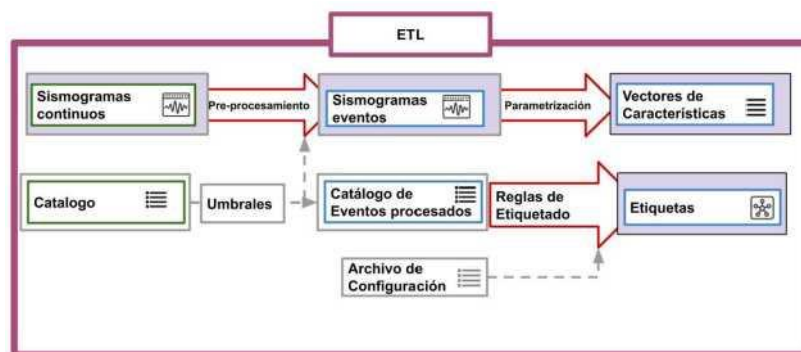 ETL
Sismogramas
continuos
Pre-procesamiento
Sismogramas
eventos
Parametrización
Vectores de
Características
Catalogo
Umbrales
Catálogo de
Eventos procesados
Reglas de
Etiquetado
Etiquetas
Archivo de
Configuración